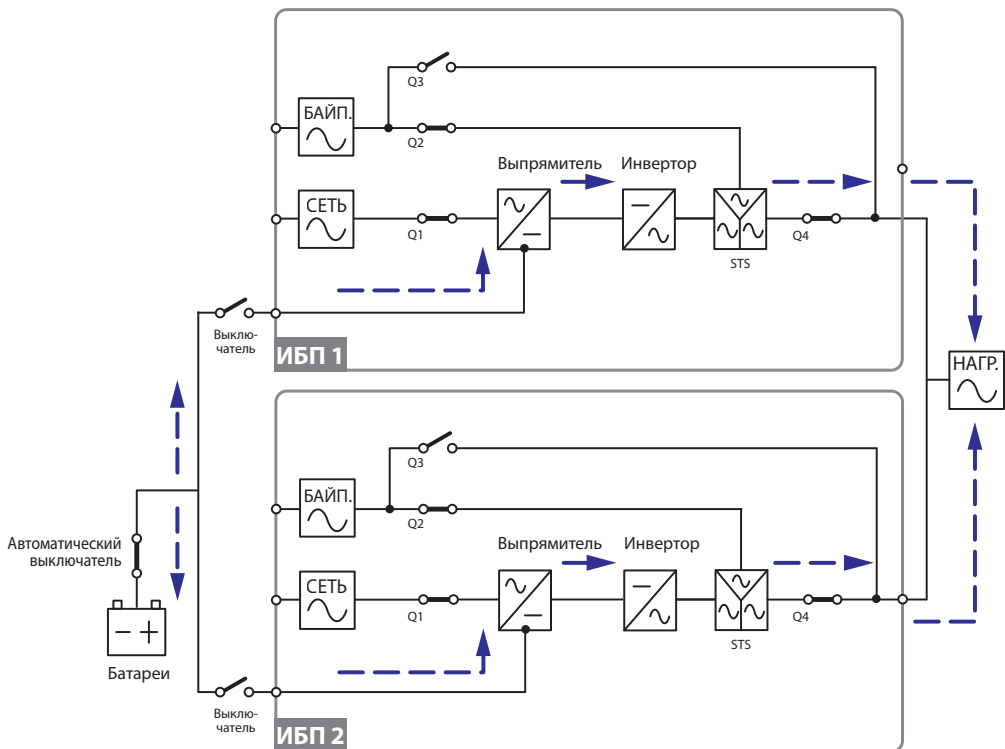 Q3
БАЙП.
Q2
Выпрямитель
Инвертор
СЕТЬ
Q1
STS
Q4
Выклю-
чатель
ИБП 1
НАГР.
Q3
БАЙП.
Q2
Выпрямитель
Инвертор
Автоматический
выключатель
СЕТЬ
Q1
STS
Q4
Батареи
Выклю-
чатель
ИБП 2